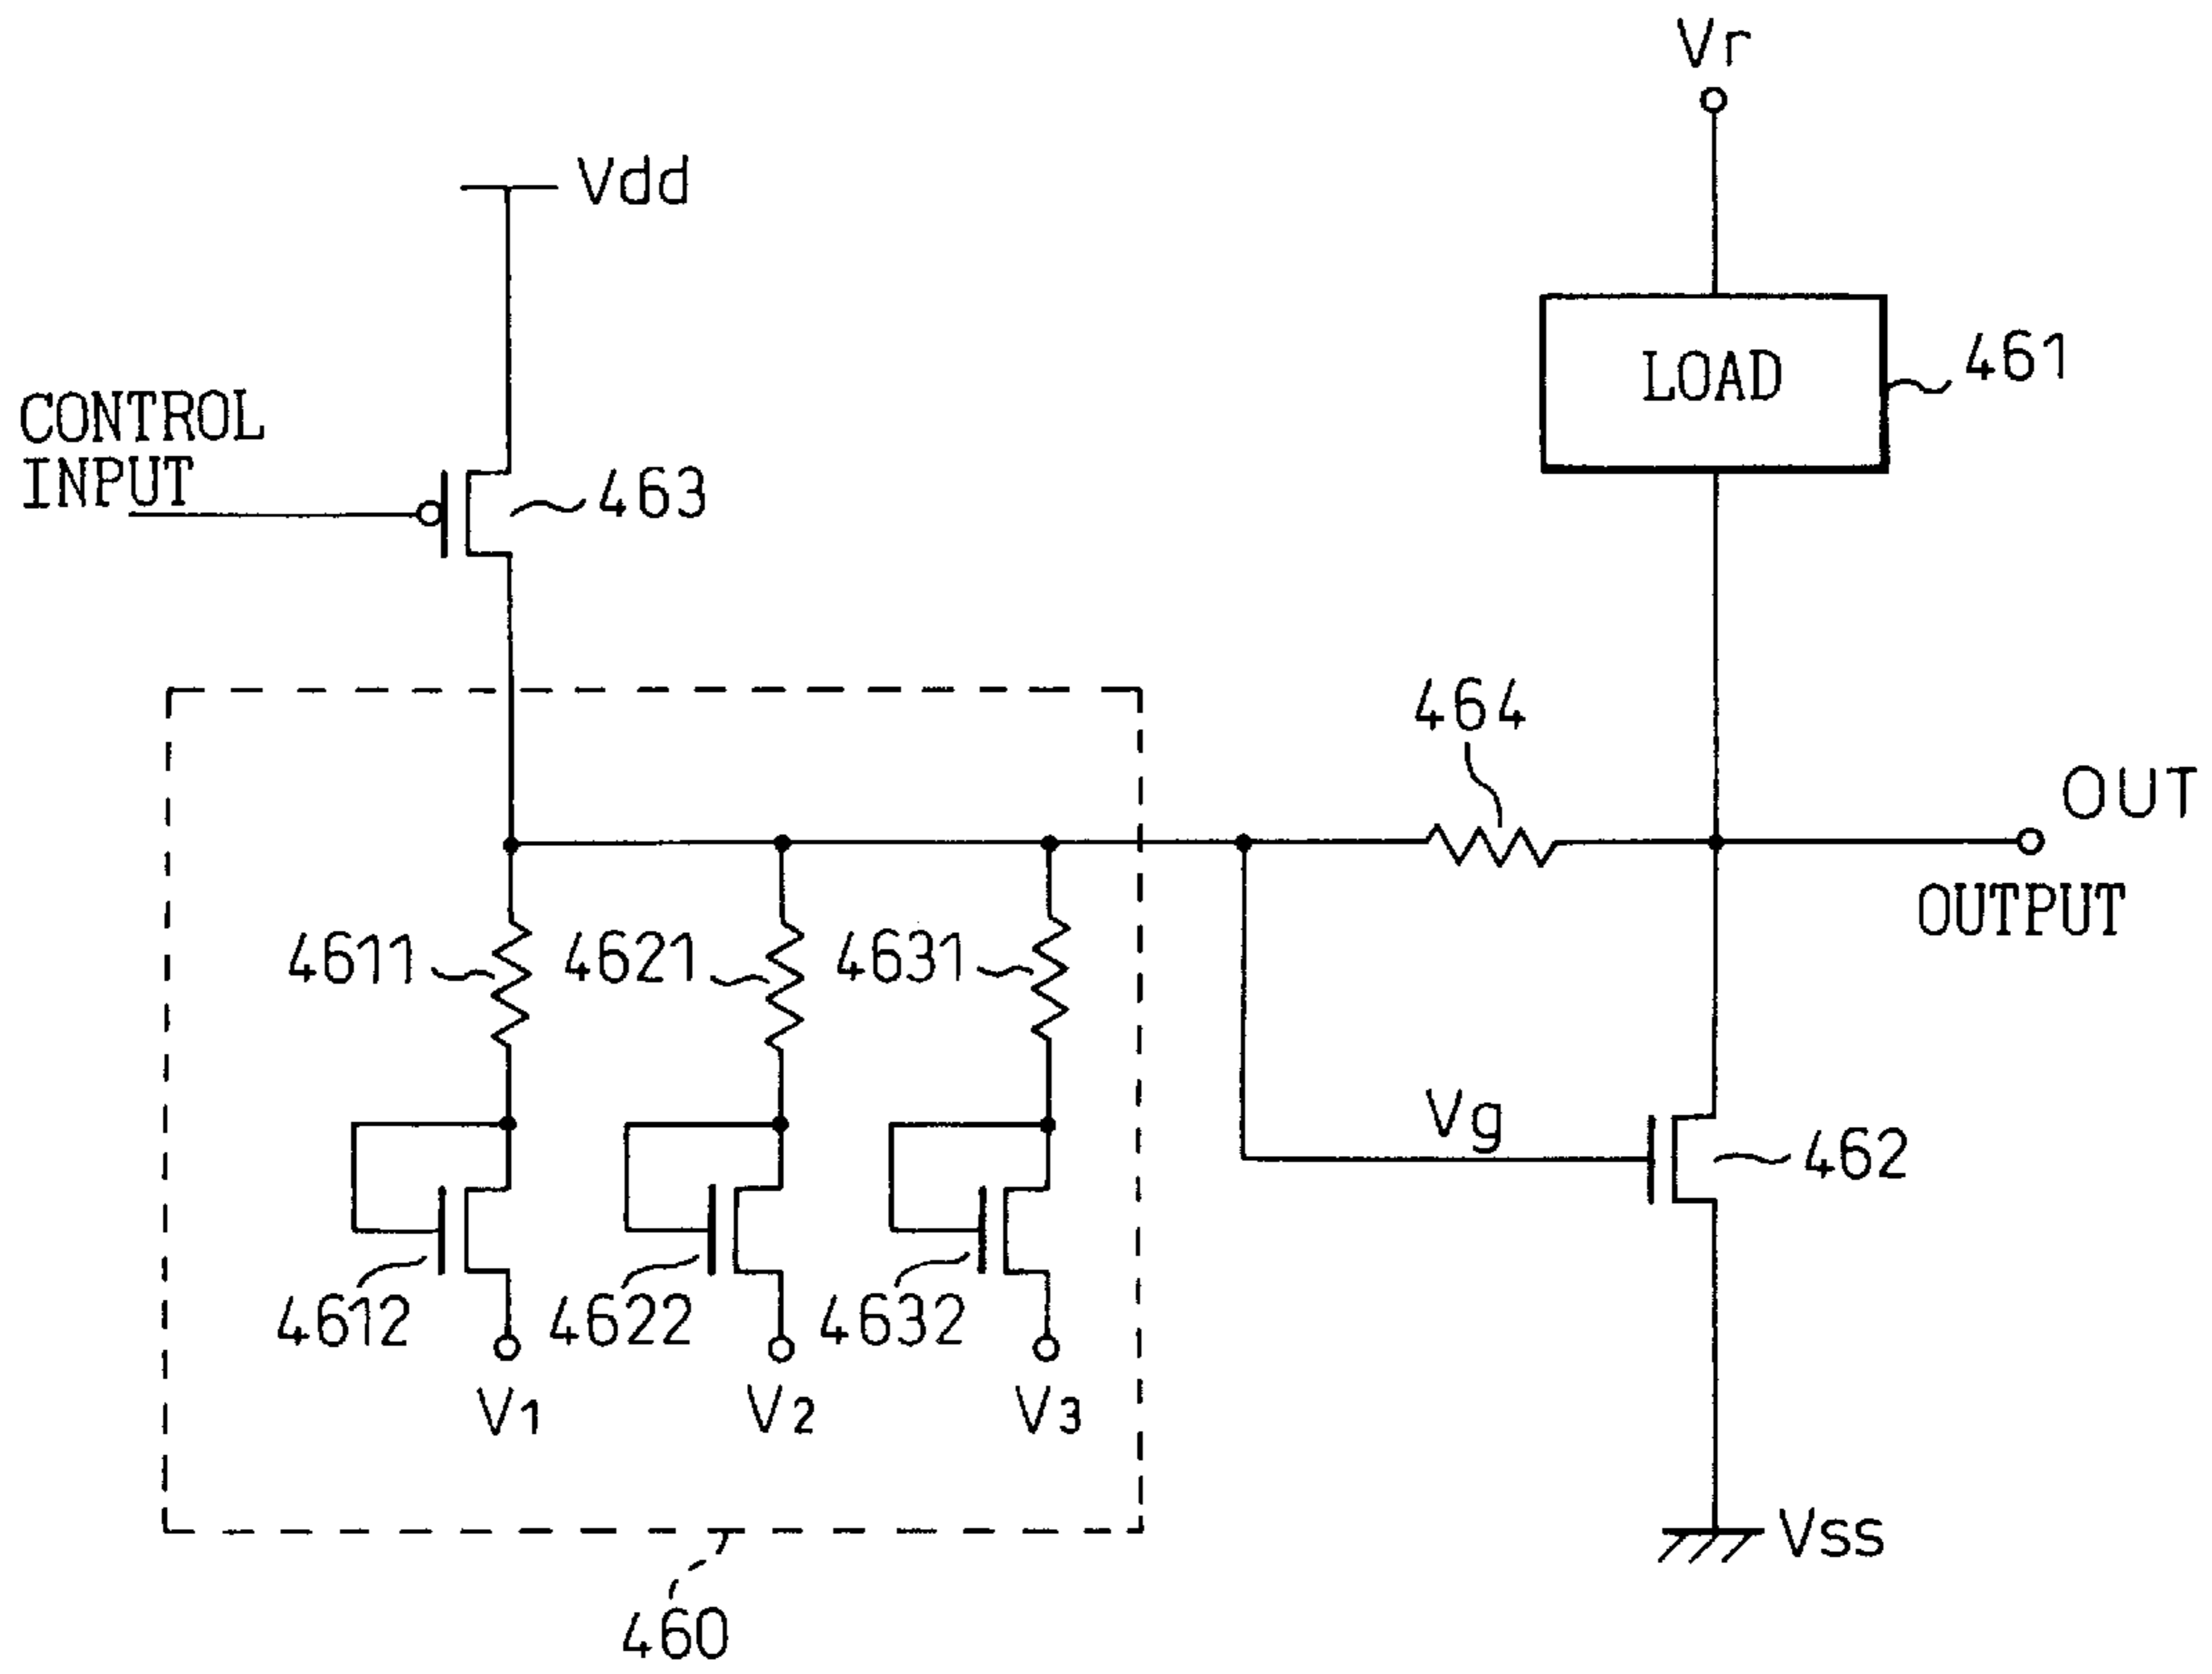 Vr
Vdd
LOAD
461
CONTROL
INPUT
463
464
OUT
OUTPUT
4611
4621
4631
Vg
462
4612
4622
4632
V1
V2
V3
Vss
460